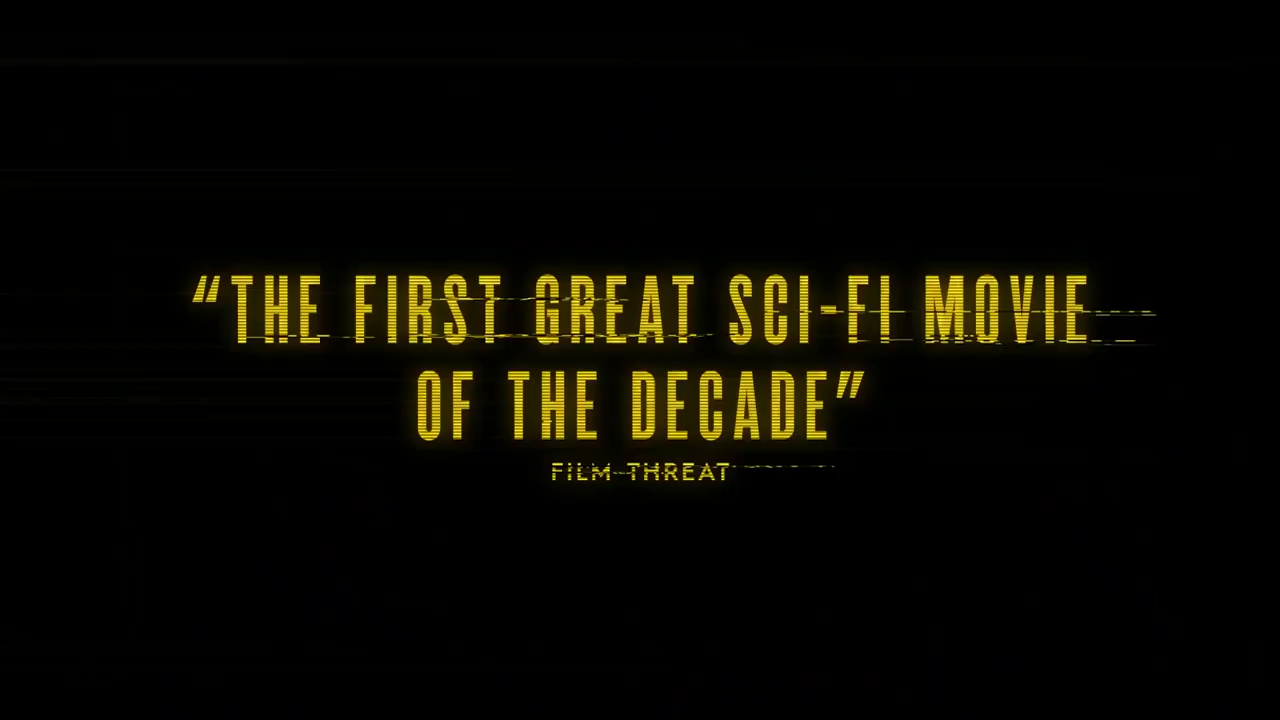 “THE FIRST GREAT SCI-FI MOVIE
OF THE DECADE”
FILM THREAT